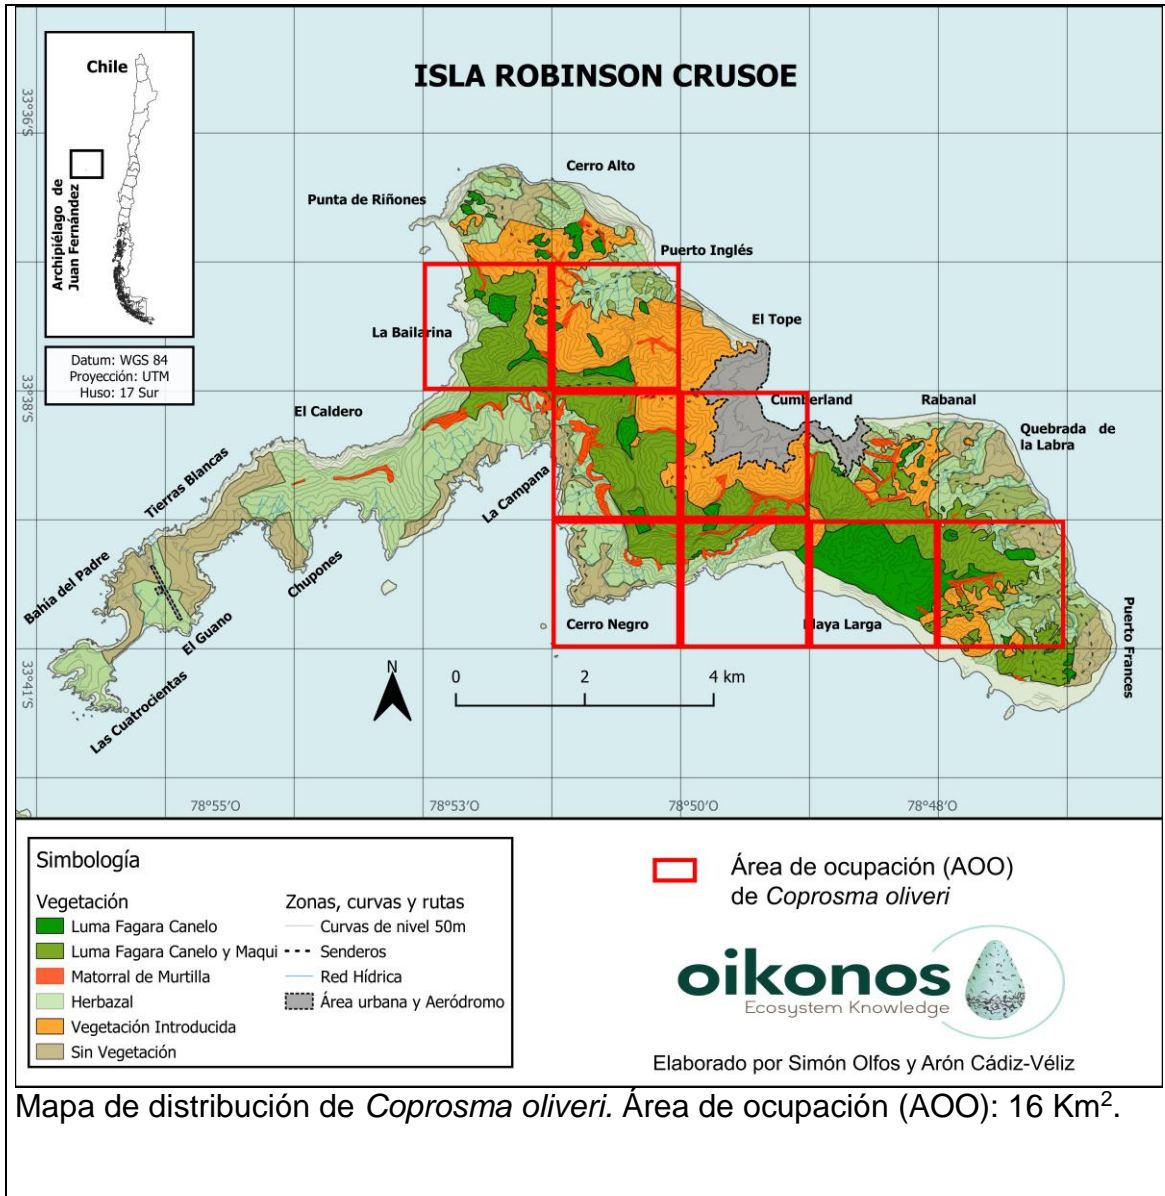 ISLA ROBINSON CRUSOE
Chile
Archipiélago de
Juan Fernández
Datum: WGS 84
Proyección: UTM
Huso: 17 Sur
33°36'S
33°38'S
33°41'S
Cerro Alto
Punta de Riñones
Puerto Inglés
La Bailarina
El Tope
El Caldero
Cumberland
Rabanal
Quebrada de
la Labra
Tierras Blancas
La Campana
Bahía del Padre
Chupones
El Guano
Cerro Negro
Playa Larga
Puerto Frances
Las Cuatrocientas
N
0 2 4 km
78°55'O 78°53'O 78°50'O 78°48'O
Simbología
Vegetación
Luma Fagara Canelo
Luma Fagara Canelo y Maqui
Matorral de Murtilla
Herbazal
Vegetación Introducida
Sin Vegetación
Zonas, curvas y rutas
Curvas de nivel 50m
Senderos
Red Hídrica
Área urbana y Aeródromo
Área de ocupación (AOO)
de Coprosma oliveri
oikonos
Ecosystem Knowledge
Elaborado por Simón Olfos y Arón Cádiz-Véliz
Mapa de distribución de Coprosma oliveri. Área de ocupación (AOO): 16 Km².